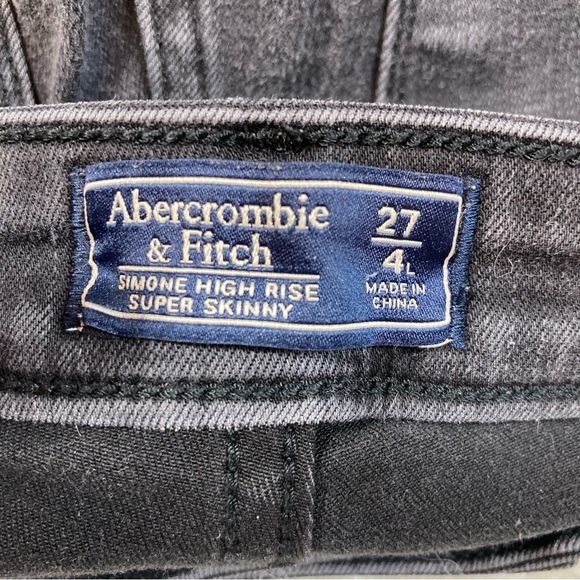 Abercrombie
& Fitch
SIMONE HIGH RISE
SUPER SKINNY
27
4L
MADE IN
CHINA